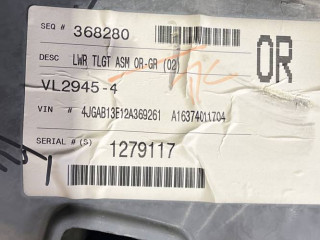 SEQ # 368280
DESC LWR TLGT ASM OR-GR (02)
OR
VL2945-4
VIN # 4JGAB13E12A369261 A16374011704
SERIAL # (S) 1279117